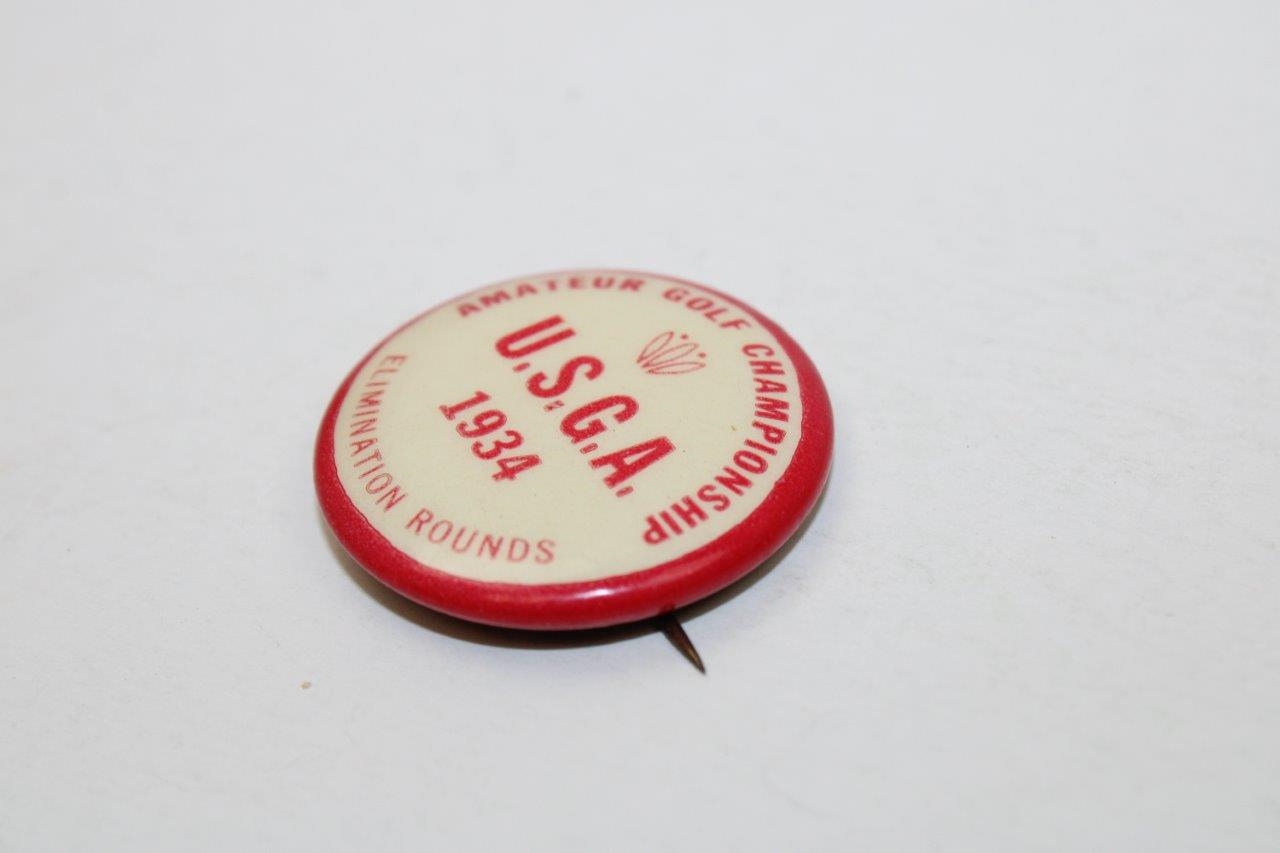 AMATEUR GOLF CHAMPIONSHIP
U.S.G.A.
1934
ELIMINATION ROUNDS